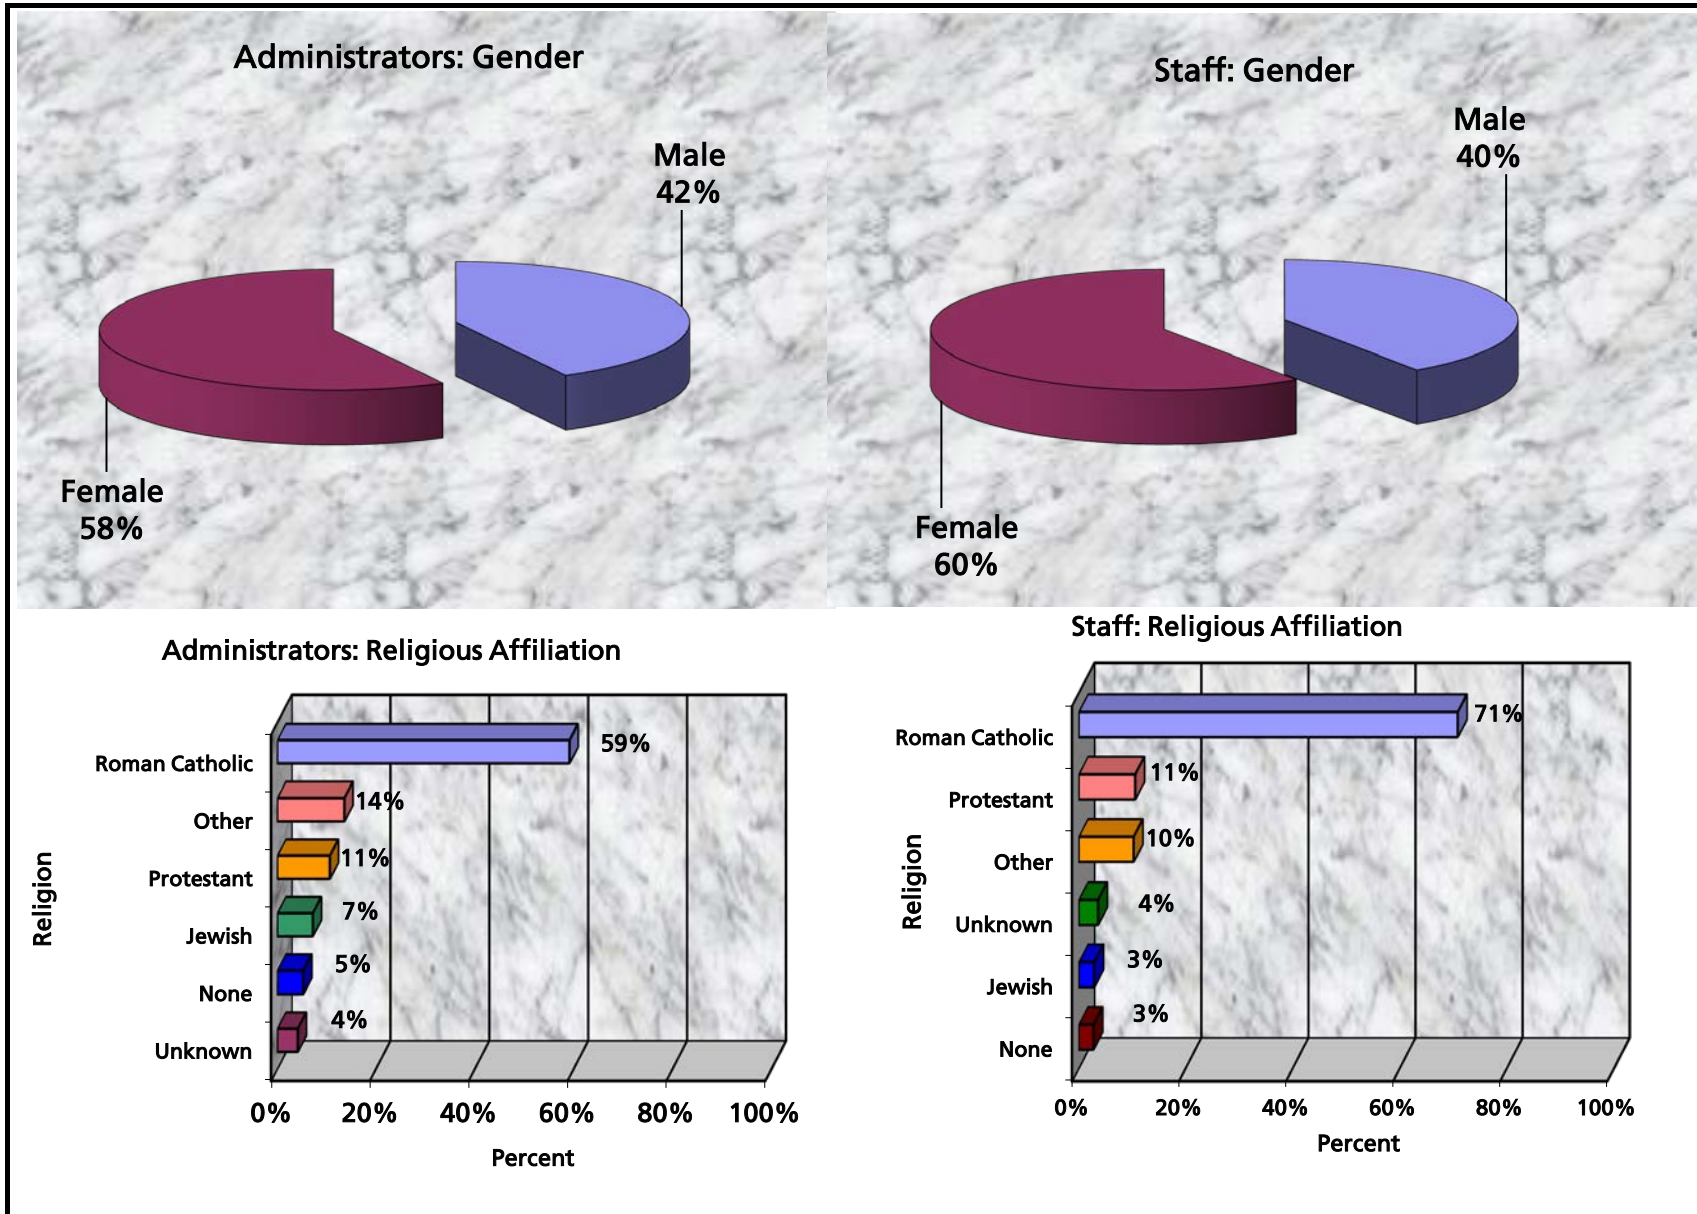 Administrators: Gender
Male
42%
Female
58%
Staff: Gender
Male
40%
Female
60%
Administrators: Religious Affiliation
Religion
Roman Catholic
59%
Other
14%
Protestant
11%
Jewish
7%
None
5%
Unknown
4%
0% 20% 40% 60% 80% 100%
Percent
Staff: Religious Affiliation
Religion
Roman Catholic
71%
Protestant
11%
Other
10%
Unknown
4%
Jewish
3%
None
3%
0% 20% 40% 60% 80% 100%
Percent